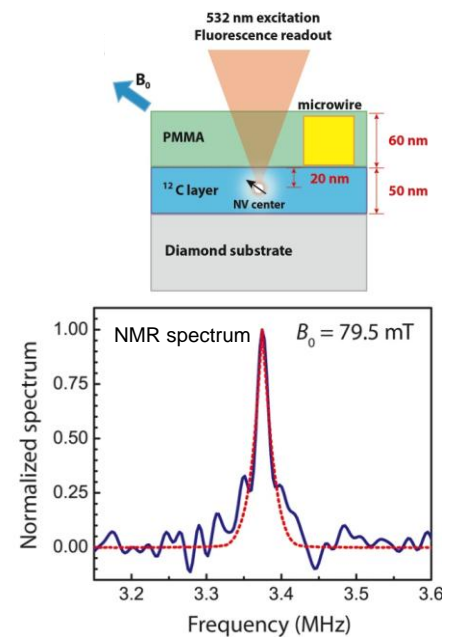 532 nm excitation
Fluorescence readout
B₀
microwire
PMMA
60 nm
20 nm
¹²C layer
NV center
50 nm
Diamond substrate
NMR spectrum
B₀ = 79.5 mT
1.00
0.75
0.50
0.25
0.00
Normalized spectrum
3.2 3.3 3.4 3.5 3.6
Frequency (MHz)